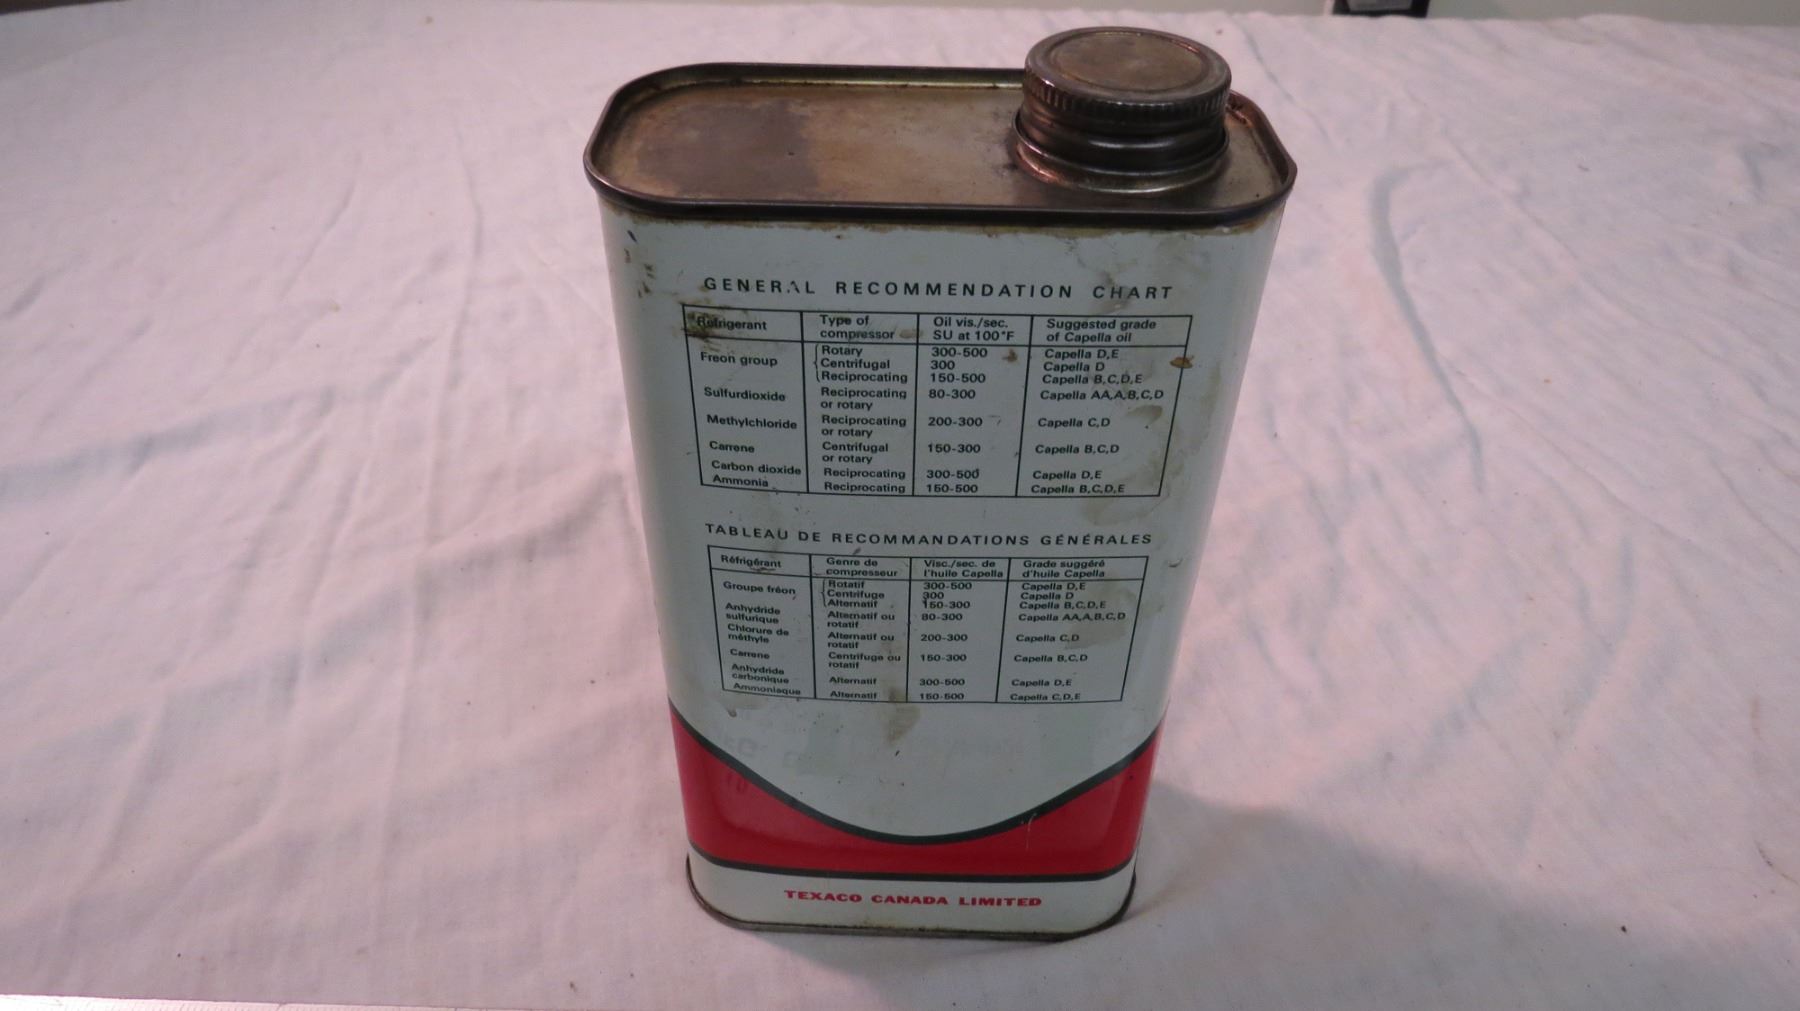 GENERAL RECOMMENDATION CHART
Refrigerant Type of compressor Oil vis./sec. SU at 100°F Suggested grade of Capella oil
Freon group Rotary 300-500 Capella D,E
Centrifugal 300 Capella D
Reciprocating 150-500 Capella B,C,D,E
Sulfurdioxide Reciprocating or rotary 80-300 Capella AA,A,B,C,D
Methylchloride Reciprocating or rotary 200-300 Capella C,D
Carrene Centrifugal or rotary 150-300 Capella B,C,D
Carbon dioxide Reciprocating 300-500 Capella D,E
Ammonia Reciprocating 150-500 Capella B,C,D,E
TABLEAU DE RECOMMANDATIONS GÉNÉRALES
Réfrigérant Genre de compresseur Visc./sec. de l'huile Capella Grade suggéré d'huile Capella
Groupe fréon Rotatif 300-500 Capella D,E
Centrifuge 300 Capella D
Alternatif 150-300 Capella B,C,D,E
Anhydride sulfurique Alternatif ou rotatif 80-300 Capella AA,A,B,C,D
Chlorure de méthyle Alternatif ou rotatif 200-300 Capella C,D
Carrene Centrifuge ou rotatif 150-300 Capella B,C,D
Anhydride carbonique Alternatif 300-500 Capella D,E
Ammoniaque Alternatif 150-500 Capella C,D,E
TEXACO CANADA LIMITED